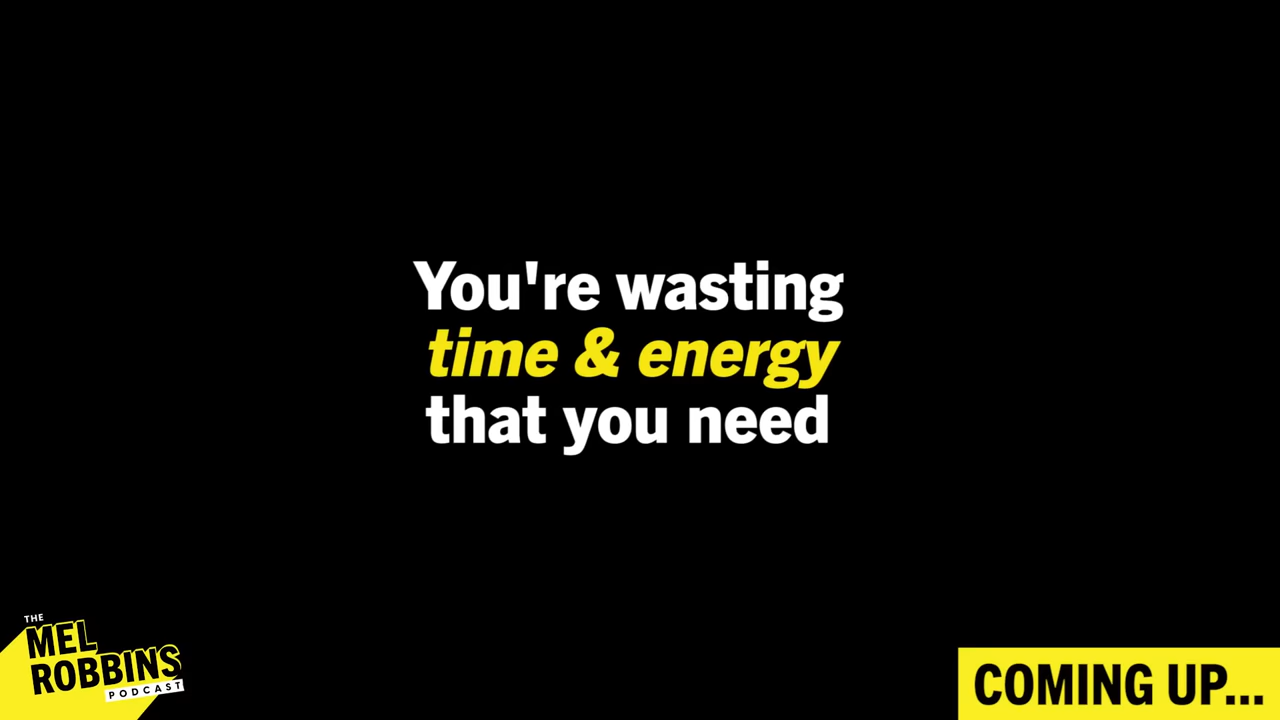 You're wasting
time & energy
that you need
THE
MEL
ROBBINS
PODCAST
COMING UP...